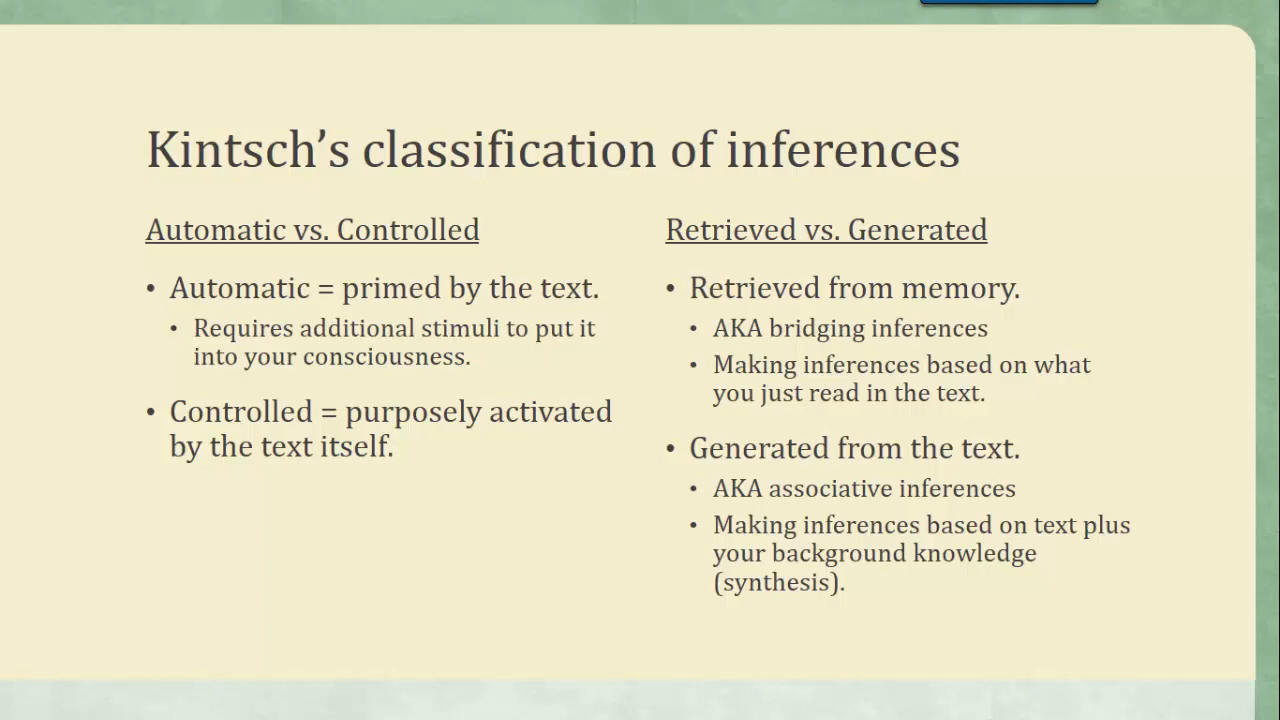 Kintsch’s classification of inferences
Automatic vs. Controlled
• Automatic = primed by the text.
• Requires additional stimuli to put it
into your consciousness.
• Controlled = purposely activated
by the text itself.
Retrieved vs. Generated
• Retrieved from memory.
• AKA bridging inferences
• Making inferences based on what
you just read in the text.
• Generated from the text.
• AKA associative inferences
• Making inferences based on text plus
your background knowledge
(synthesis).